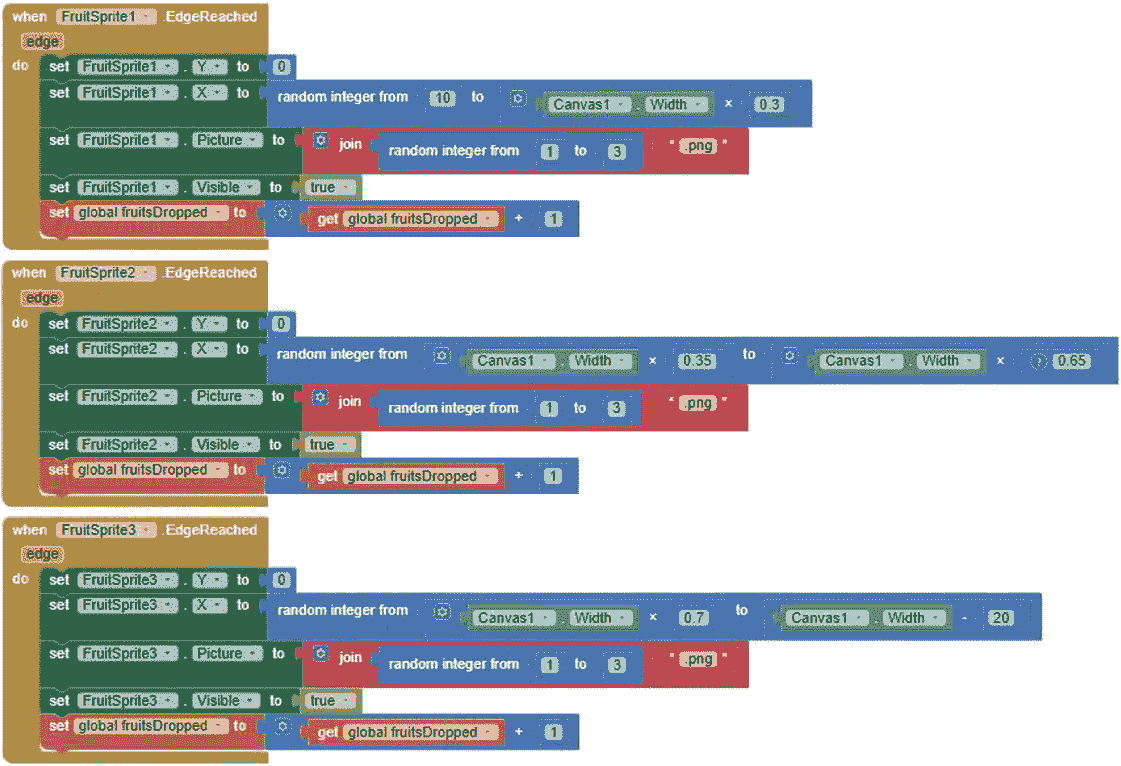 when FruitSprite1 .EdgeReached
edge
do set FruitSprite1 . Y to 0
set FruitSprite1 . X to random integer from 10 to Canvas1 . Width × 0.3
set FruitSprite1 . Picture to join random integer from 1 to 3 " .png "
set FruitSprite1 . Visible to true
set global fruitsDropped to get global fruitsDropped + 1
when FruitSprite2 .EdgeReached
edge
do set FruitSprite2 . Y to 0
set FruitSprite2 . X to random integer from Canvas1 . Width × 0.35 to Canvas1 . Width × ? 0.65
set FruitSprite2 . Picture to join random integer from 1 to 3 " .png "
set FruitSprite2 . Visible to true
set global fruitsDropped to get global fruitsDropped + 1
when FruitSprite3 .EdgeReached
edge
do set FruitSprite3 . Y to 0
set FruitSprite3 . X to random integer from Canvas1 . Width × 0.7 to Canvas1 . Width - 20
set FruitSprite3 . Picture to join random integer from 1 to 3 " .png "
set FruitSprite3 . Visible to true
set global fruitsDropped to get global fruitsDropped + 1